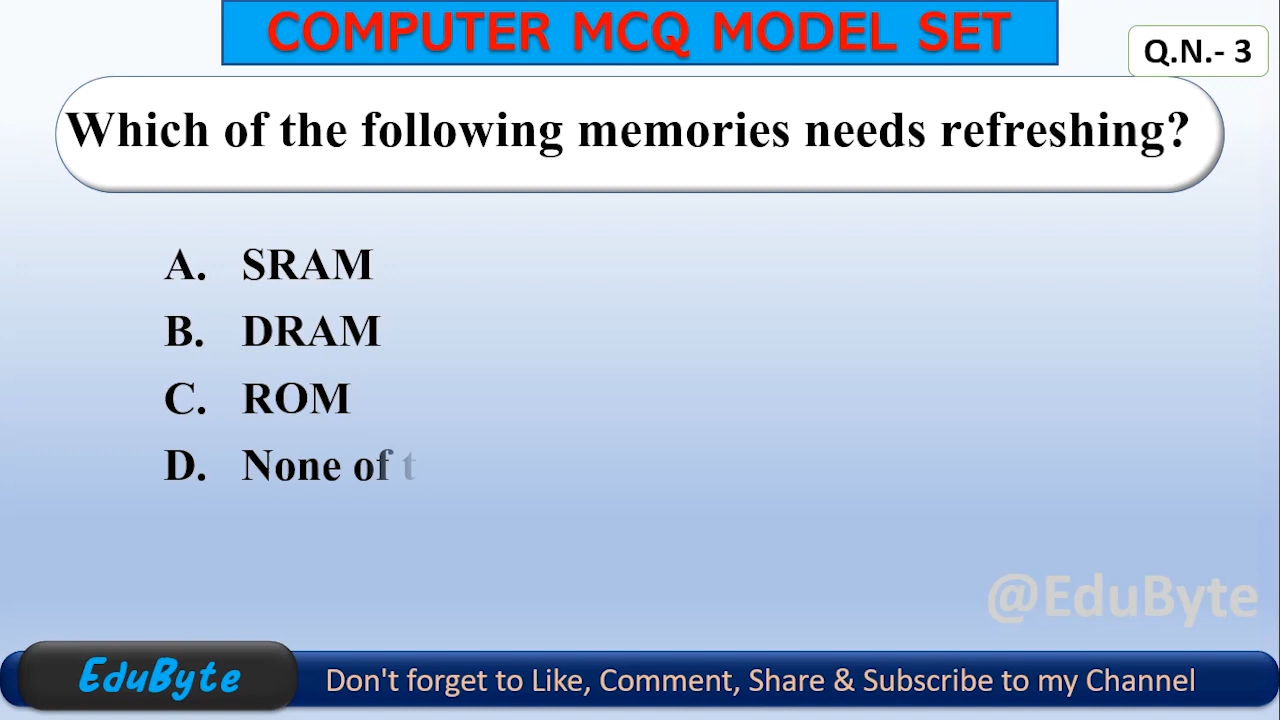 COMPUTER MCQ MODEL SET
Q.N.- 3
Which of the following memories needs refreshing?
A. SRAM
B. DRAM
C. ROM
D. None of t
@EduByte
EduByte
Don't forget to Like, Comment, Share & Subscribe to my Channel